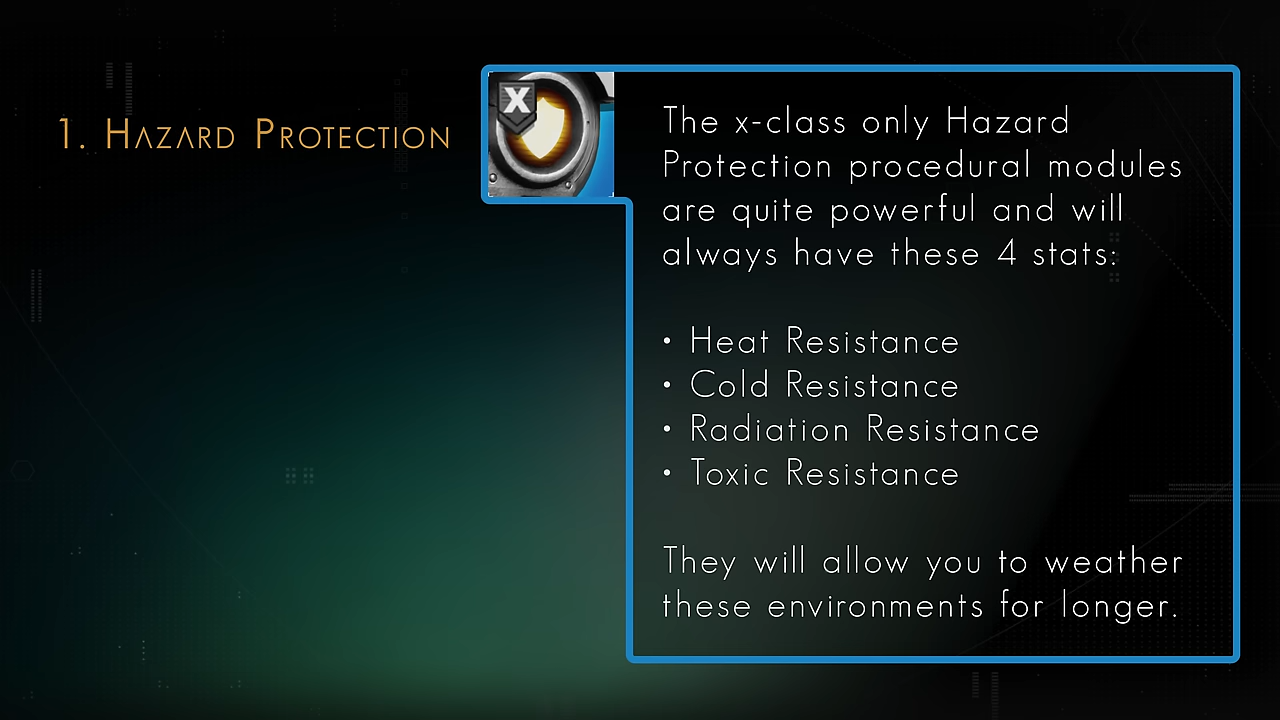 1. Hazard Protection
X
The x-class only Hazard
Protection procedural modules
are quite powerful and will
always have these 4 stats:
• Heat Resistance
• Cold Resistance
• Radiation Resistance
• Toxic Resistance
They will allow you to weather
these environments for longer.